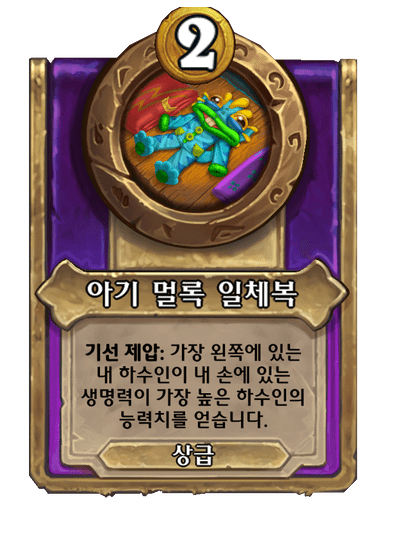 2
아기 멀록 일체복
기선 제압: 가장 왼쪽에 있는
내 하수인이 내 손에 있는
생명력이 가장 높은 하수인의
능력치를 얻습니다.
상급